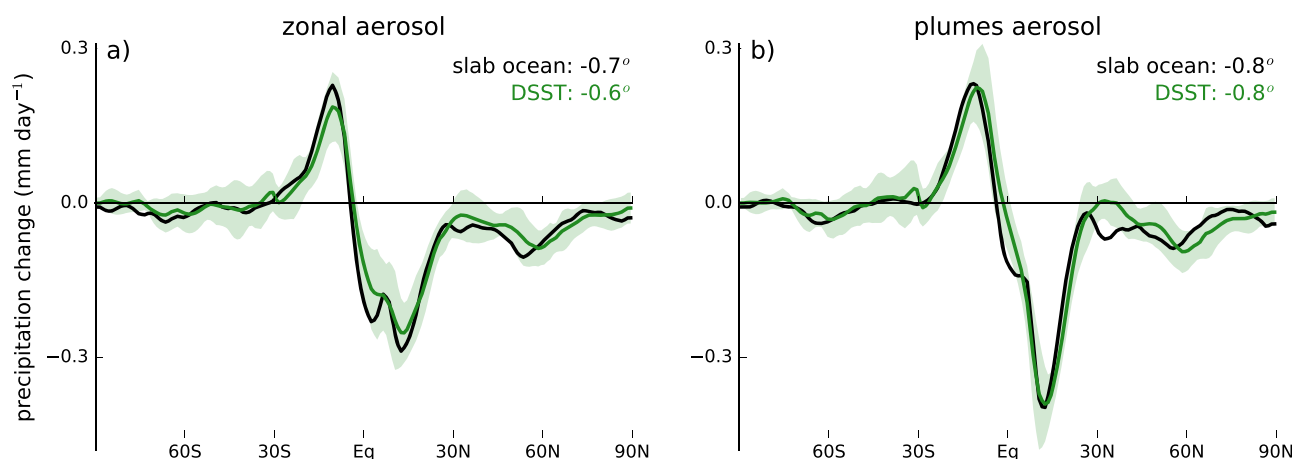 zonal aerosol
a)
slab ocean: -0.7°
DSST: -0.6°
precipitation change (mm day⁻¹)
0.3
0.0
−0.3
60S 30S Eq 30N 60N 90N
plumes aerosol
b)
slab ocean: -0.8°
DSST: -0.8°
0.3
0.0
−0.3
60S 30S Eq 30N 60N 90N